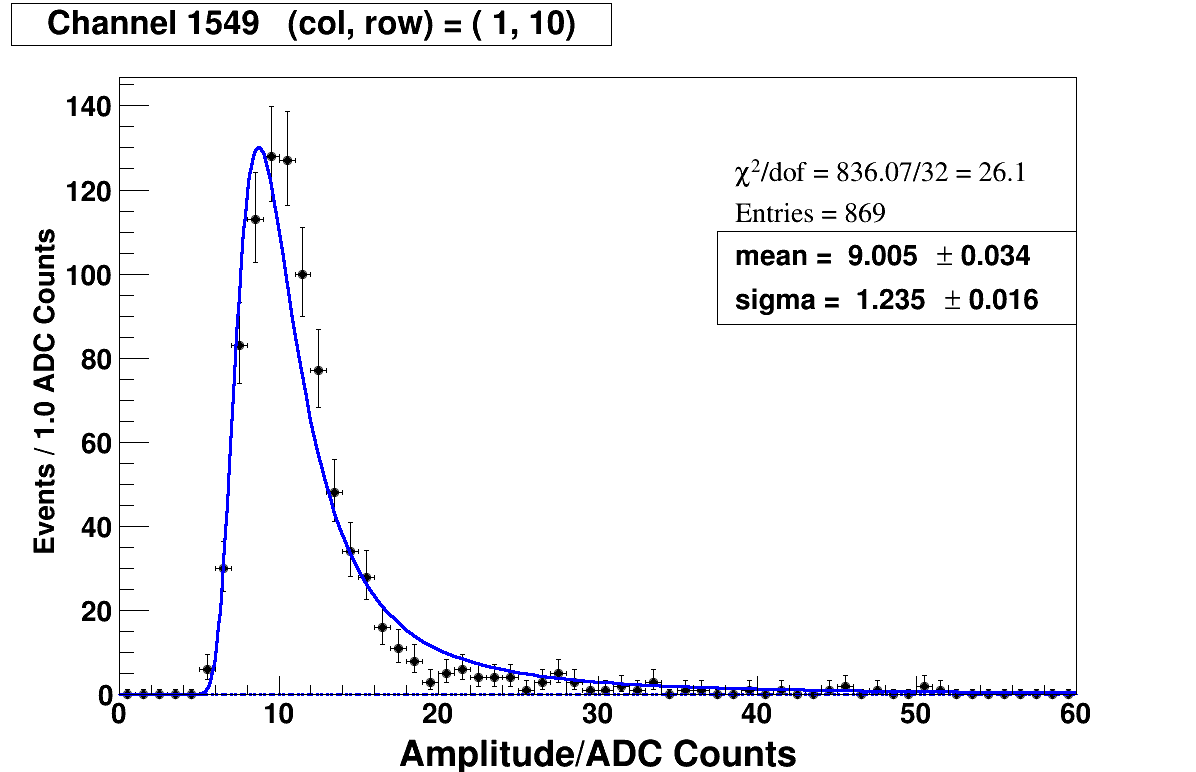 Channel 1549 (col, row) = ( 1, 10)
χ²/dof = 836.07/32 = 26.1
Entries = 869
mean = 9.005 ± 0.034
sigma = 1.235 ± 0.016
Events / 1.0 ADC Counts
140
120
100
80
60
40
20
0
0 10 20 30 40 50 60
Amplitude/ADC Counts